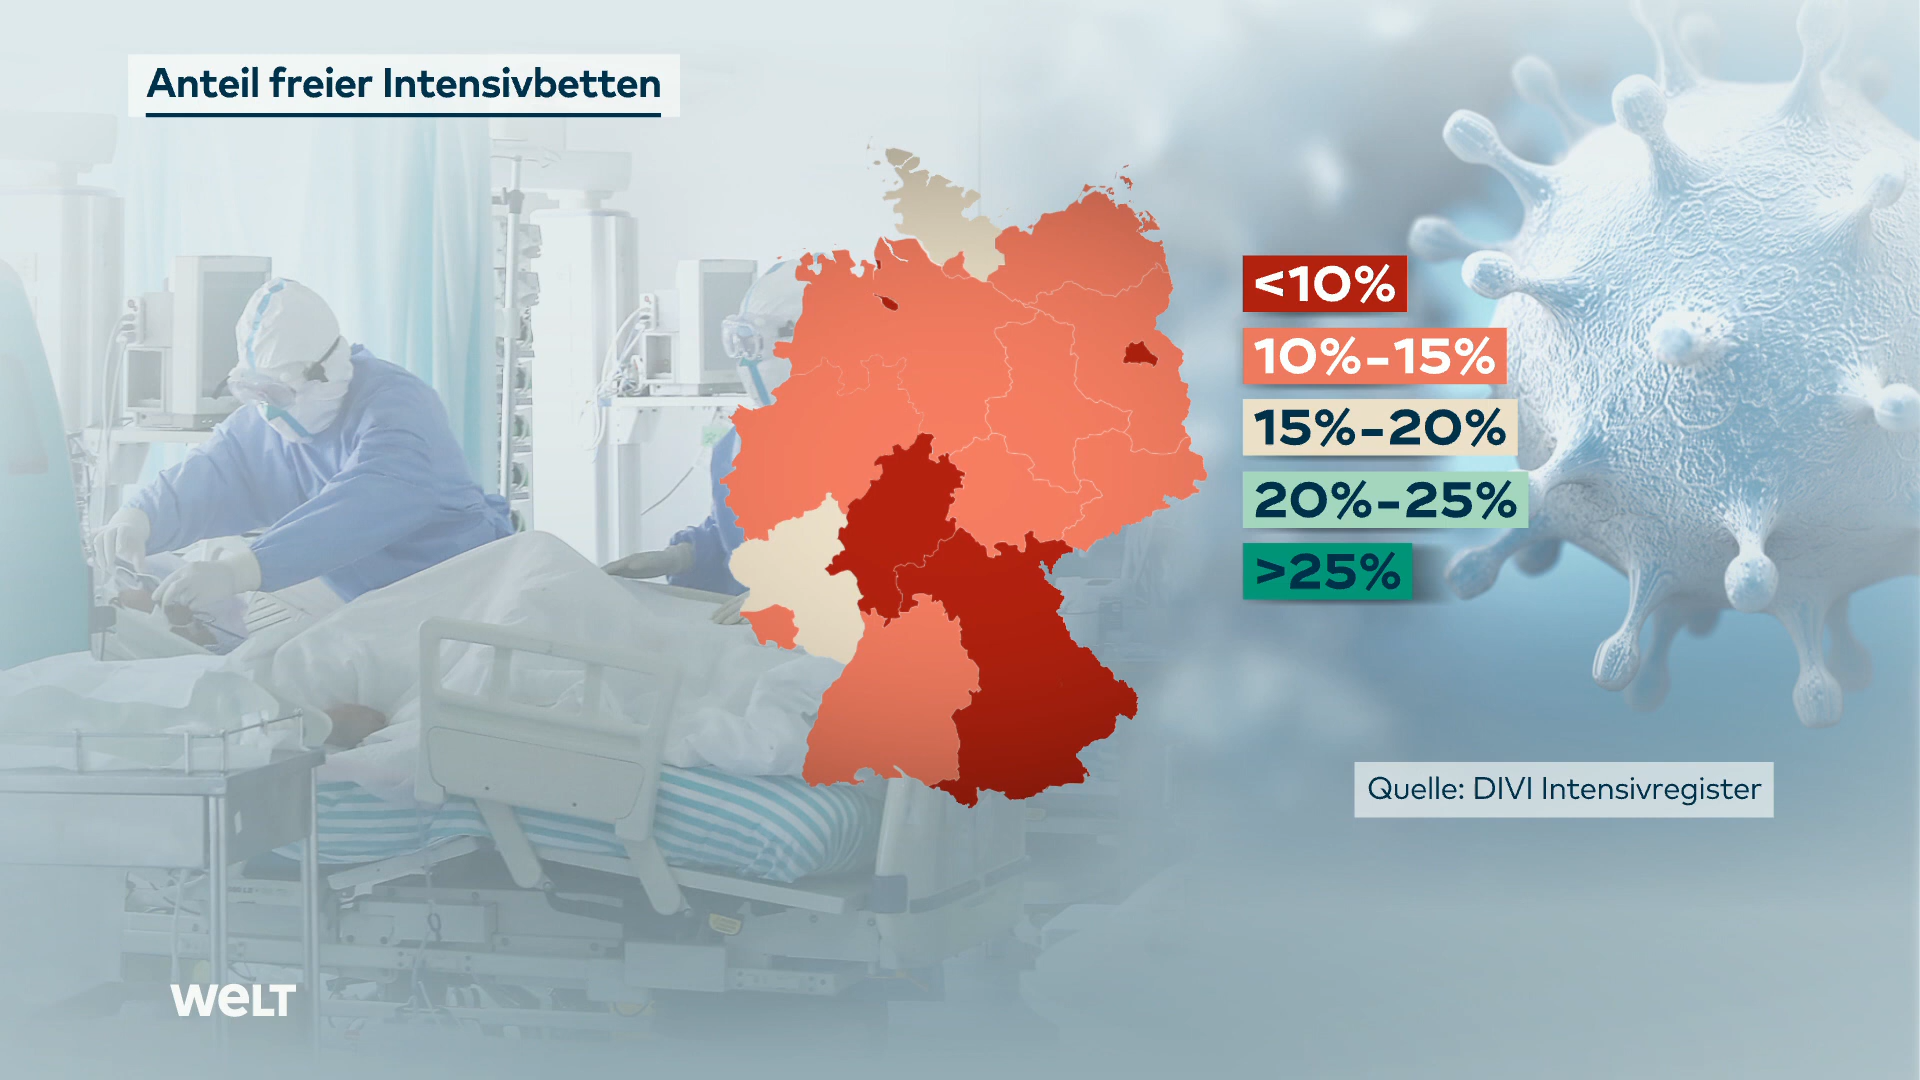 Anteil freier Intensivbetten
<10%
10%-15%
15%-20%
20%-25%
>25%
Quelle: DIVI Intensivregister
WELT